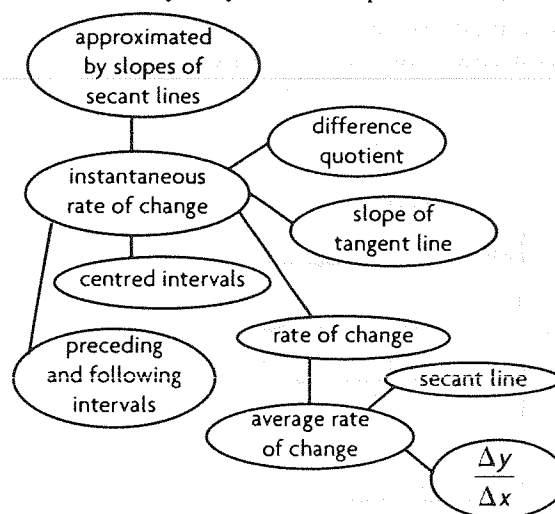 approximated
by slopes of
secant lines
difference
quotient
instantaneous
rate of change
slope of
tangent line
centred intervals
rate of change
preceding
and following
intervals
secant line
average rate
of change
Δy
Δx